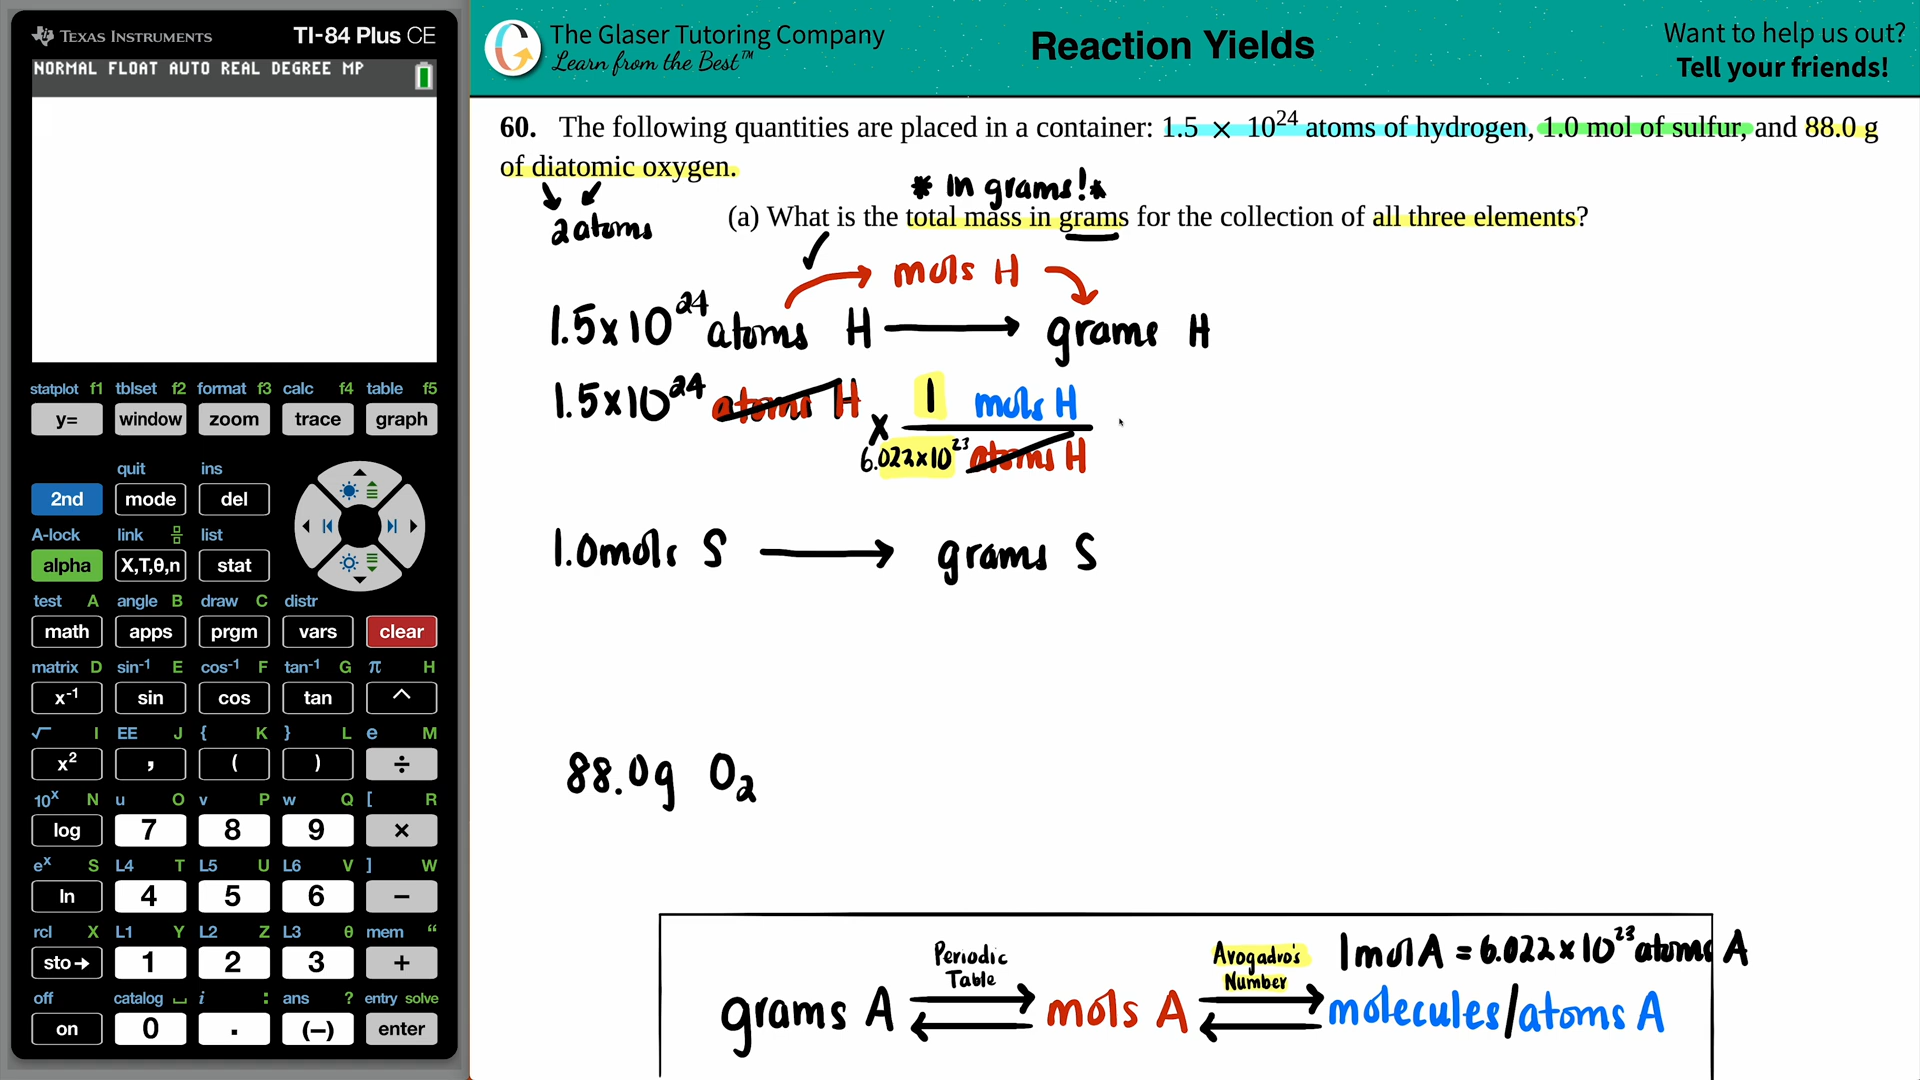 TEXAS INSTRUMENTS TI-84 Plus CE
NORMAL FLOAT AUTO REAL DEGREE MP
statplot f1 tblset f2 format f3 calc f4 table f5
y= window zoom trace graph
quit ins
2nd mode del
A-lock link list
alpha X,T,θ,n stat
test A angle B draw C distr
math apps prgm vars clear
matrix D sin⁻¹ E cos⁻¹ F tan⁻¹ G π H
x⁻¹ sin cos tan ^
√ I EE J { K } L e M
x² , ( ) ÷
10ˣ N u O v P w Q [ R
log 7 8 9 ×
eˣ S L4 T L5 U L6 V ] W
ln 4 5 6 −
rcl X L1 Y L2 Z L3 θ mem “
sto→ 1 2 3 +
off catalog ⎵ i : ans ? entry solve
on 0 . (−) enter
The Glaser Tutoring Company
Learn from the Best™
Reaction Yields
Want to help us out?
Tell your friends!
60. The following quantities are placed in a container: 1.5 × 10²⁴ atoms of hydrogen, 1.0 mol of sulfur, and 88.0 g
of diatomic oxygen.
* In grams! *
2 atoms
(a) What is the total mass in grams for the collection of all three elements?
mols H
1.5x10²⁴ atoms H → grams H
1.5x10²⁴ atoms H x 1 mols H
6.022x10²³ atoms H
1.0mols S → grams S
88.0g O₂
Periodic
Table
Avogadro's
Number
1 mol A = 6.022x10²³ atoms A
grams A ⇄ mols A ⇄ molecules/atoms A